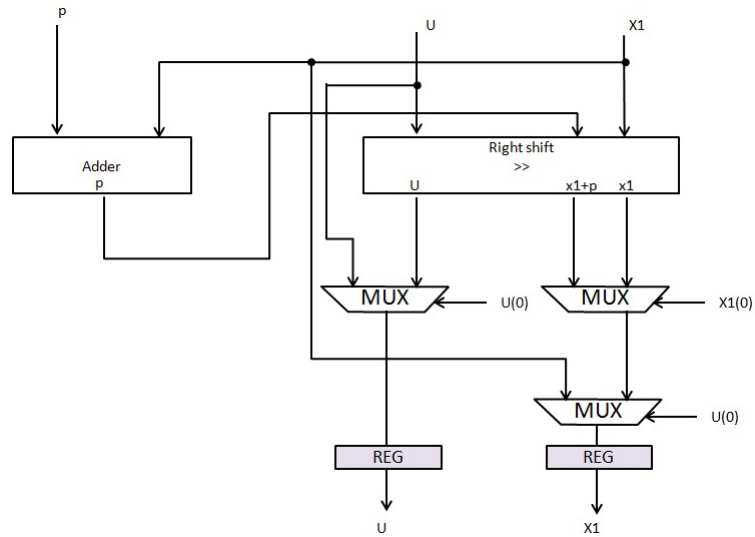 p
U
X1
Adder
p
Right shift
>>
U
x1+p
x1
MUX
U(0)
MUX
X1(0)
MUX
U(0)
REG
REG
U
X1